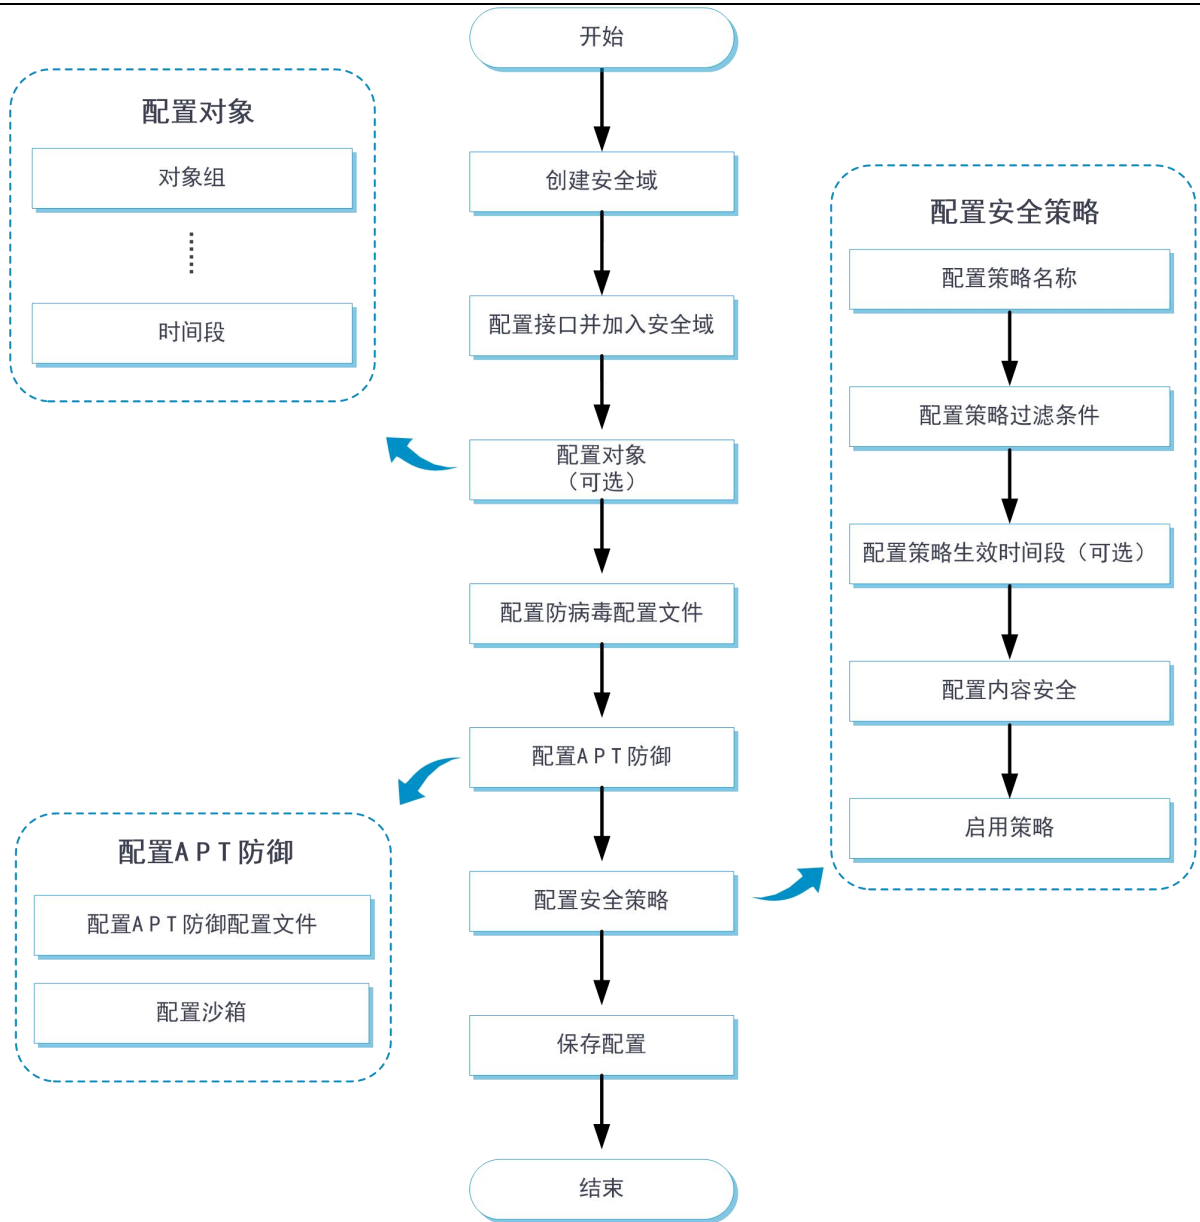 开始
创建安全域
配置接口并加入安全域
配置对象
（可选）
配置防病毒配置文件
配置APT防御
配置安全策略
保存配置
结束
配置对象
对象组
时间段
配置APT防御
配置APT防御配置文件
配置沙箱
配置安全策略
配置策略名称
配置策略过滤条件
配置策略生效时间段（可选）
配置内容安全
启用策略